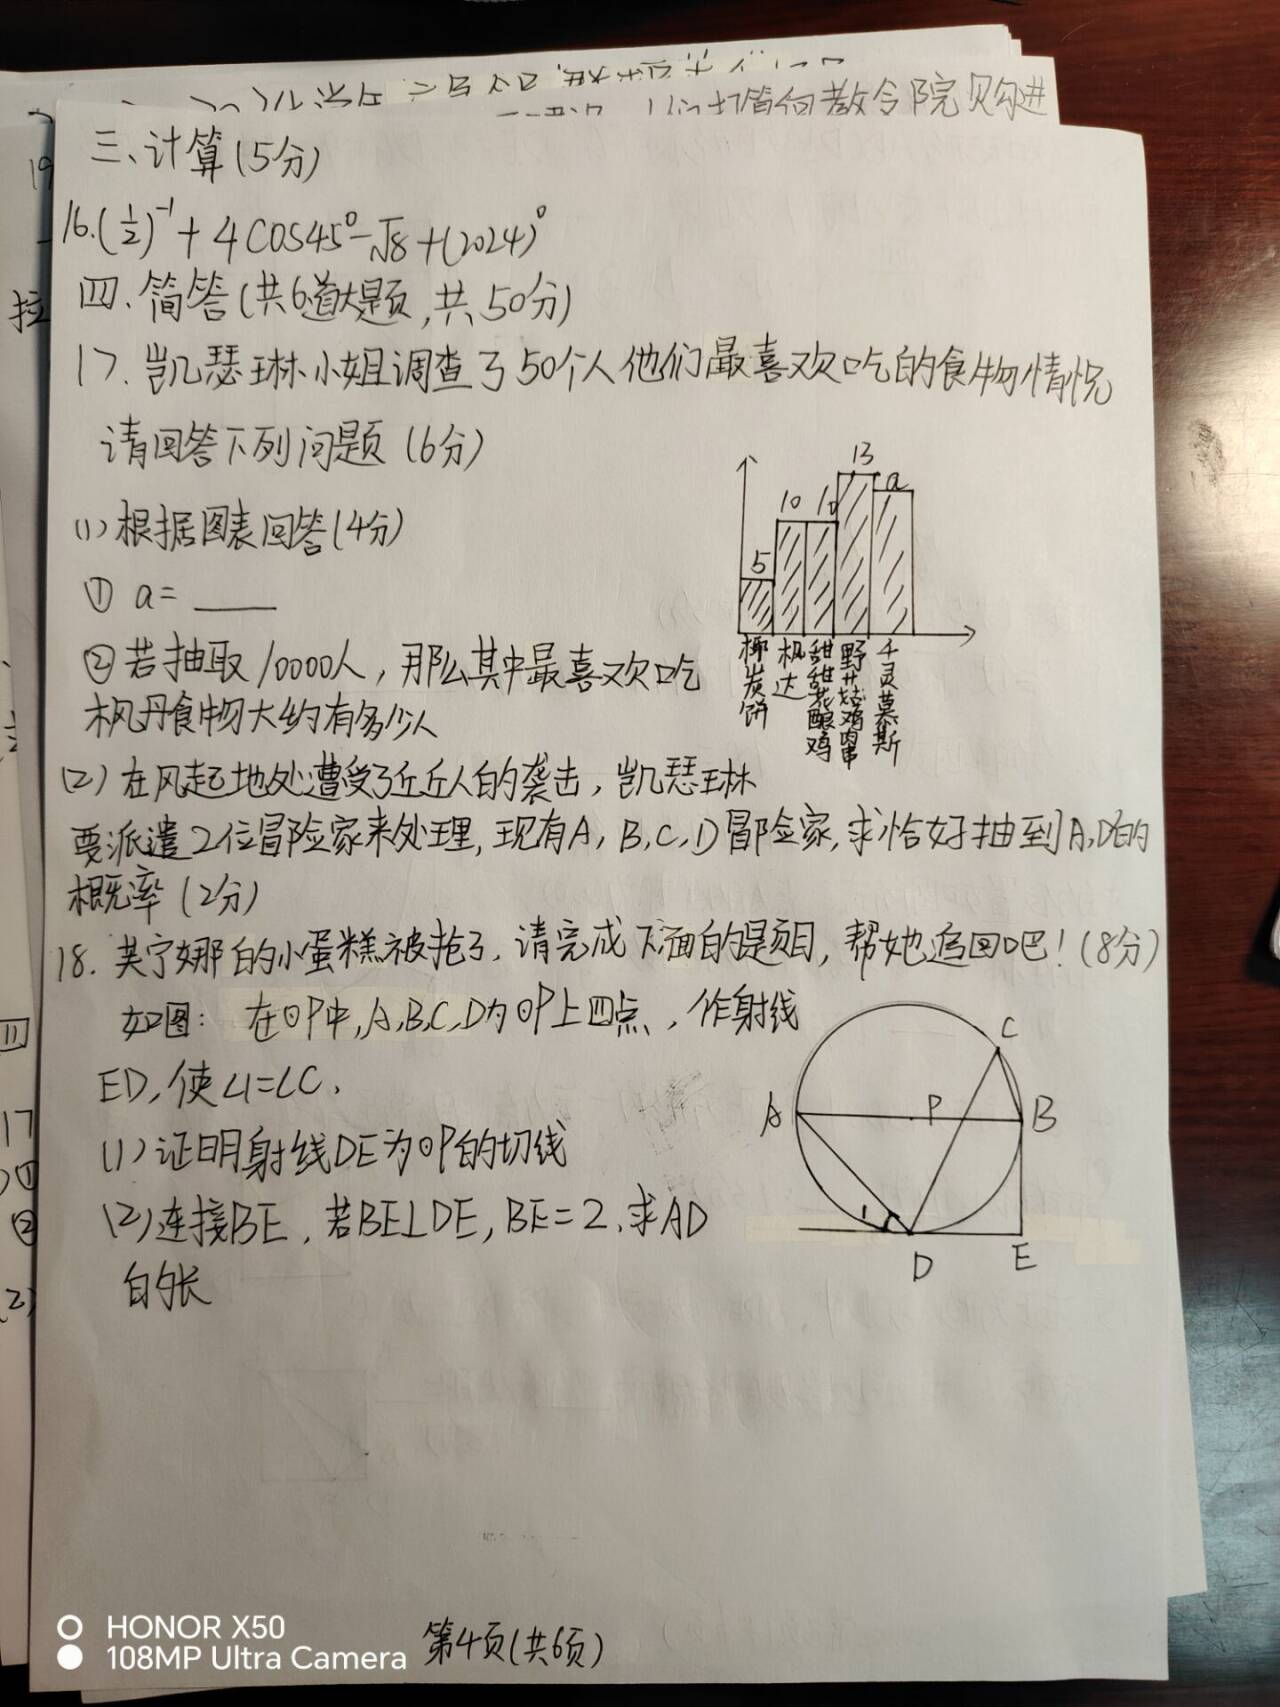 们打算向教令院购进
三、计算(5分)
16.(1/2)⁻¹+4COS45°-√8+(2024)⁰
四、简答(共6道大题,共50分)
17.凯瑟琳小姐调查了50个人他们最喜欢吃的食物情况
请回答下列问题(6分)
(1)根据图表回答(4分)
① a=____
②若抽取10000人,那么其中最喜欢吃
枫丹食物大约有多少人
5
10
10
13
a
椰炭饼
枫达
甜甜花酿鸡
野菇鸡肉串
千灵慕斯
(2)在风起地处遭受了丘丘人的袭击,凯瑟琳
要派遣2位冒险家来处理,现有A,B,C,D冒险家,求恰好抽到A,D的
概率(2分)
18.芙宁娜的小蛋糕被抢了,请完成下面的题目,帮她追回吧!(8分)
如图:在⊙P中,A,B,C,D为⊙P上四点,作射线
ED,使∠1=∠C,
(1)证明射线DE为⊙P的切线
(2)连接BE,若BE⊥DE,BE=2,求AD
的长
C
A
P
B
1
D
E
HONOR X50
108MP Ultra Camera
第4页(共6页)